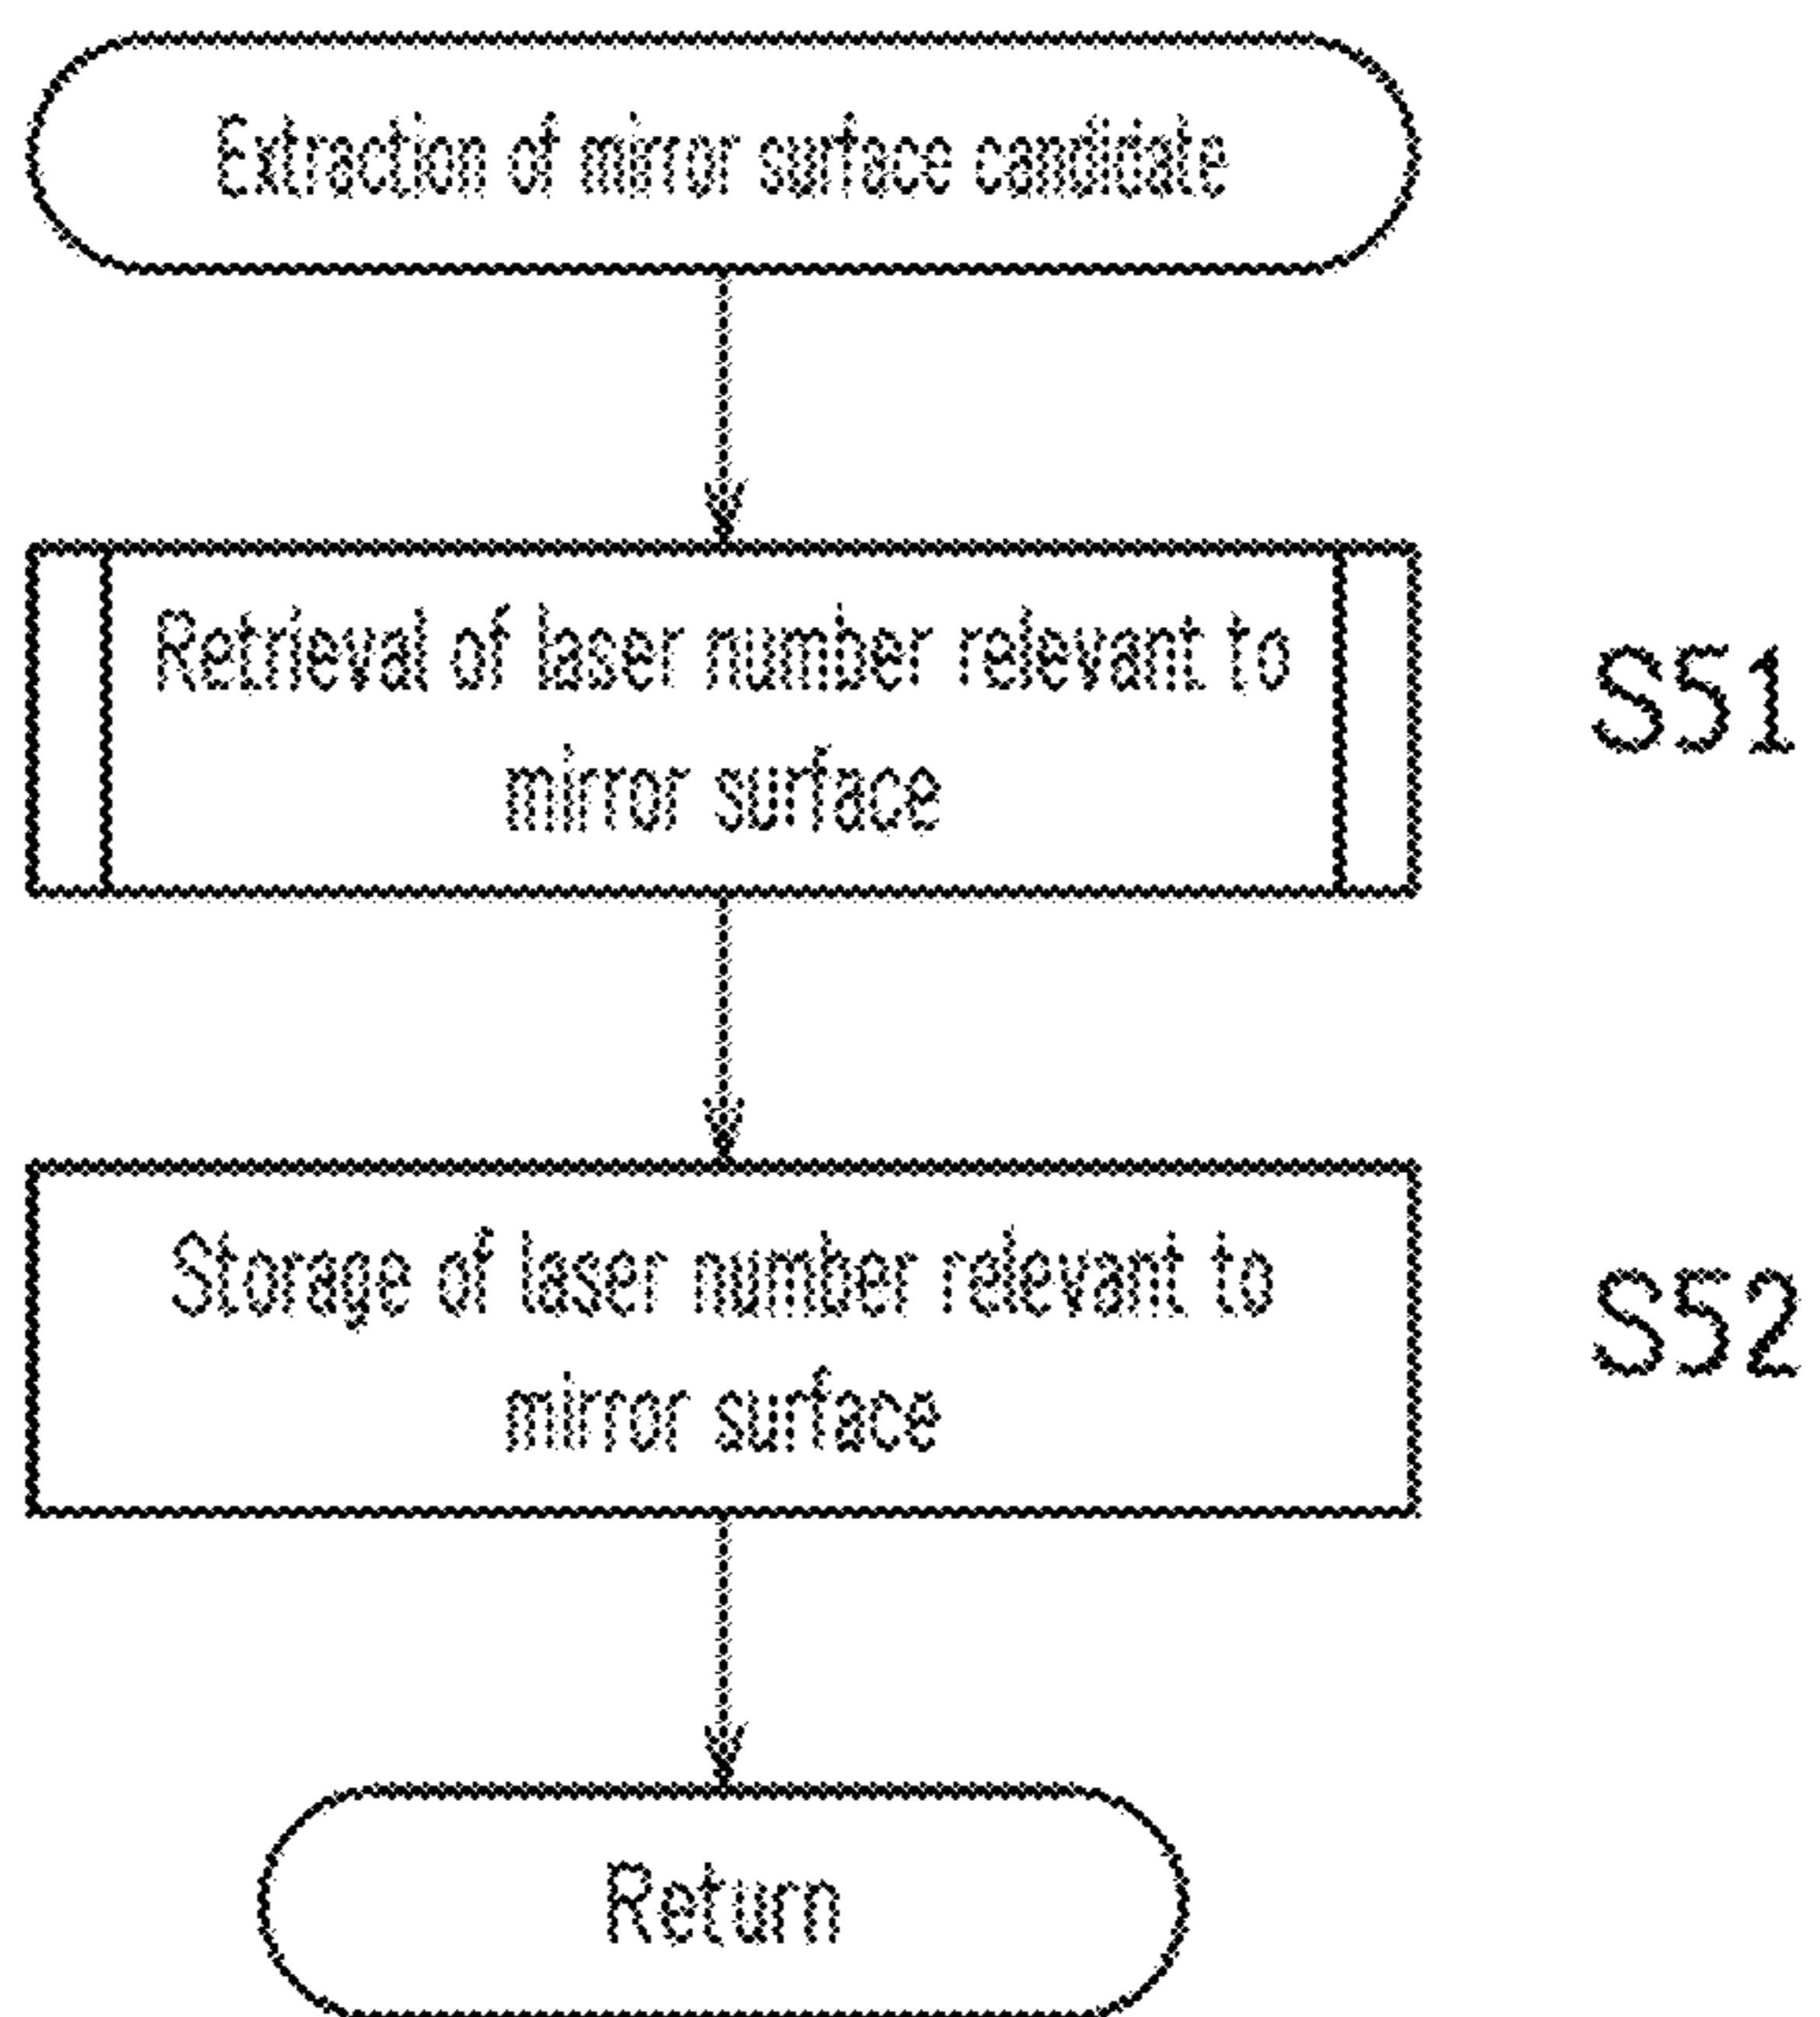 Extraction of mirror surface candidate
Retrieval of laser number relevant to
mirror surface
S51
Storage of laser number relevant to
mirror surface
S52
Return